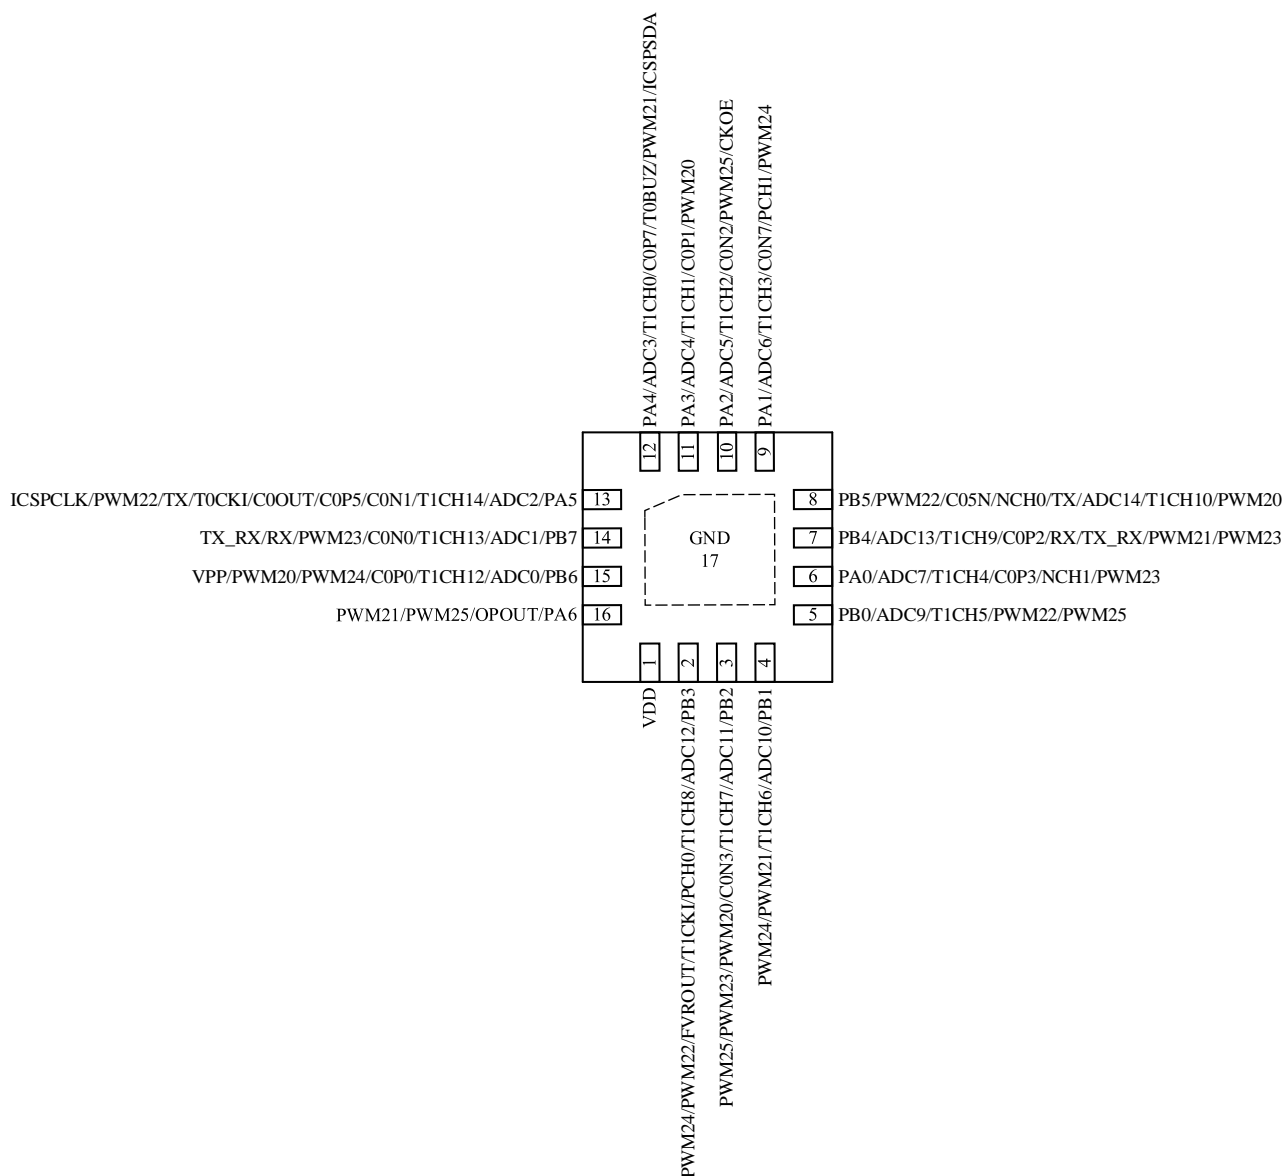 PA4/ADC3/T1CH0/C0P7/T0BUZ/PWM21/ICSPSDA
PA3/ADC4/T1CH1/C0P1/PWM20
PA2/ADC5/T1CH2/C0N2/PWM25/CKOE
PA1/ADC6/T1CH3/C0N7/PCH1/PWM24
12
11
10
9
ICSPCLK/PWM22/TX/T0CKI/C0OUT/C0P5/C0N1/T1CH14/ADC2/PA5
13
8
PB5/PWM22/C05N/NCH0/TX/ADC14/T1CH10/PWM20
TX_RX/RX/PWM23/C0N0/T1CH13/ADC1/PB7
14
GND
7
PB4/ADC13/T1CH9/C0P2/RX/TX_RX/PWM21/PWM23
VPP/PWM20/PWM24/C0P0/T1CH12/ADC0/PB6
15
17
6
PA0/ADC7/T1CH4/C0P3/NCH1/PWM23
PWM21/PWM25/OPOUT/PA6
16
5
PB0/ADC9/T1CH5/PWM22/PWM25
1
2
3
4
VDD
PWM24/PWM22/FVROUT/T1CKI/PCH0/T1CH8/ADC12/PB3
PWM25/PWM23/PWM20/C0N3/T1CH7/ADC11/PB2
PWM24/PWM21/T1CH6/ADC10/PB1